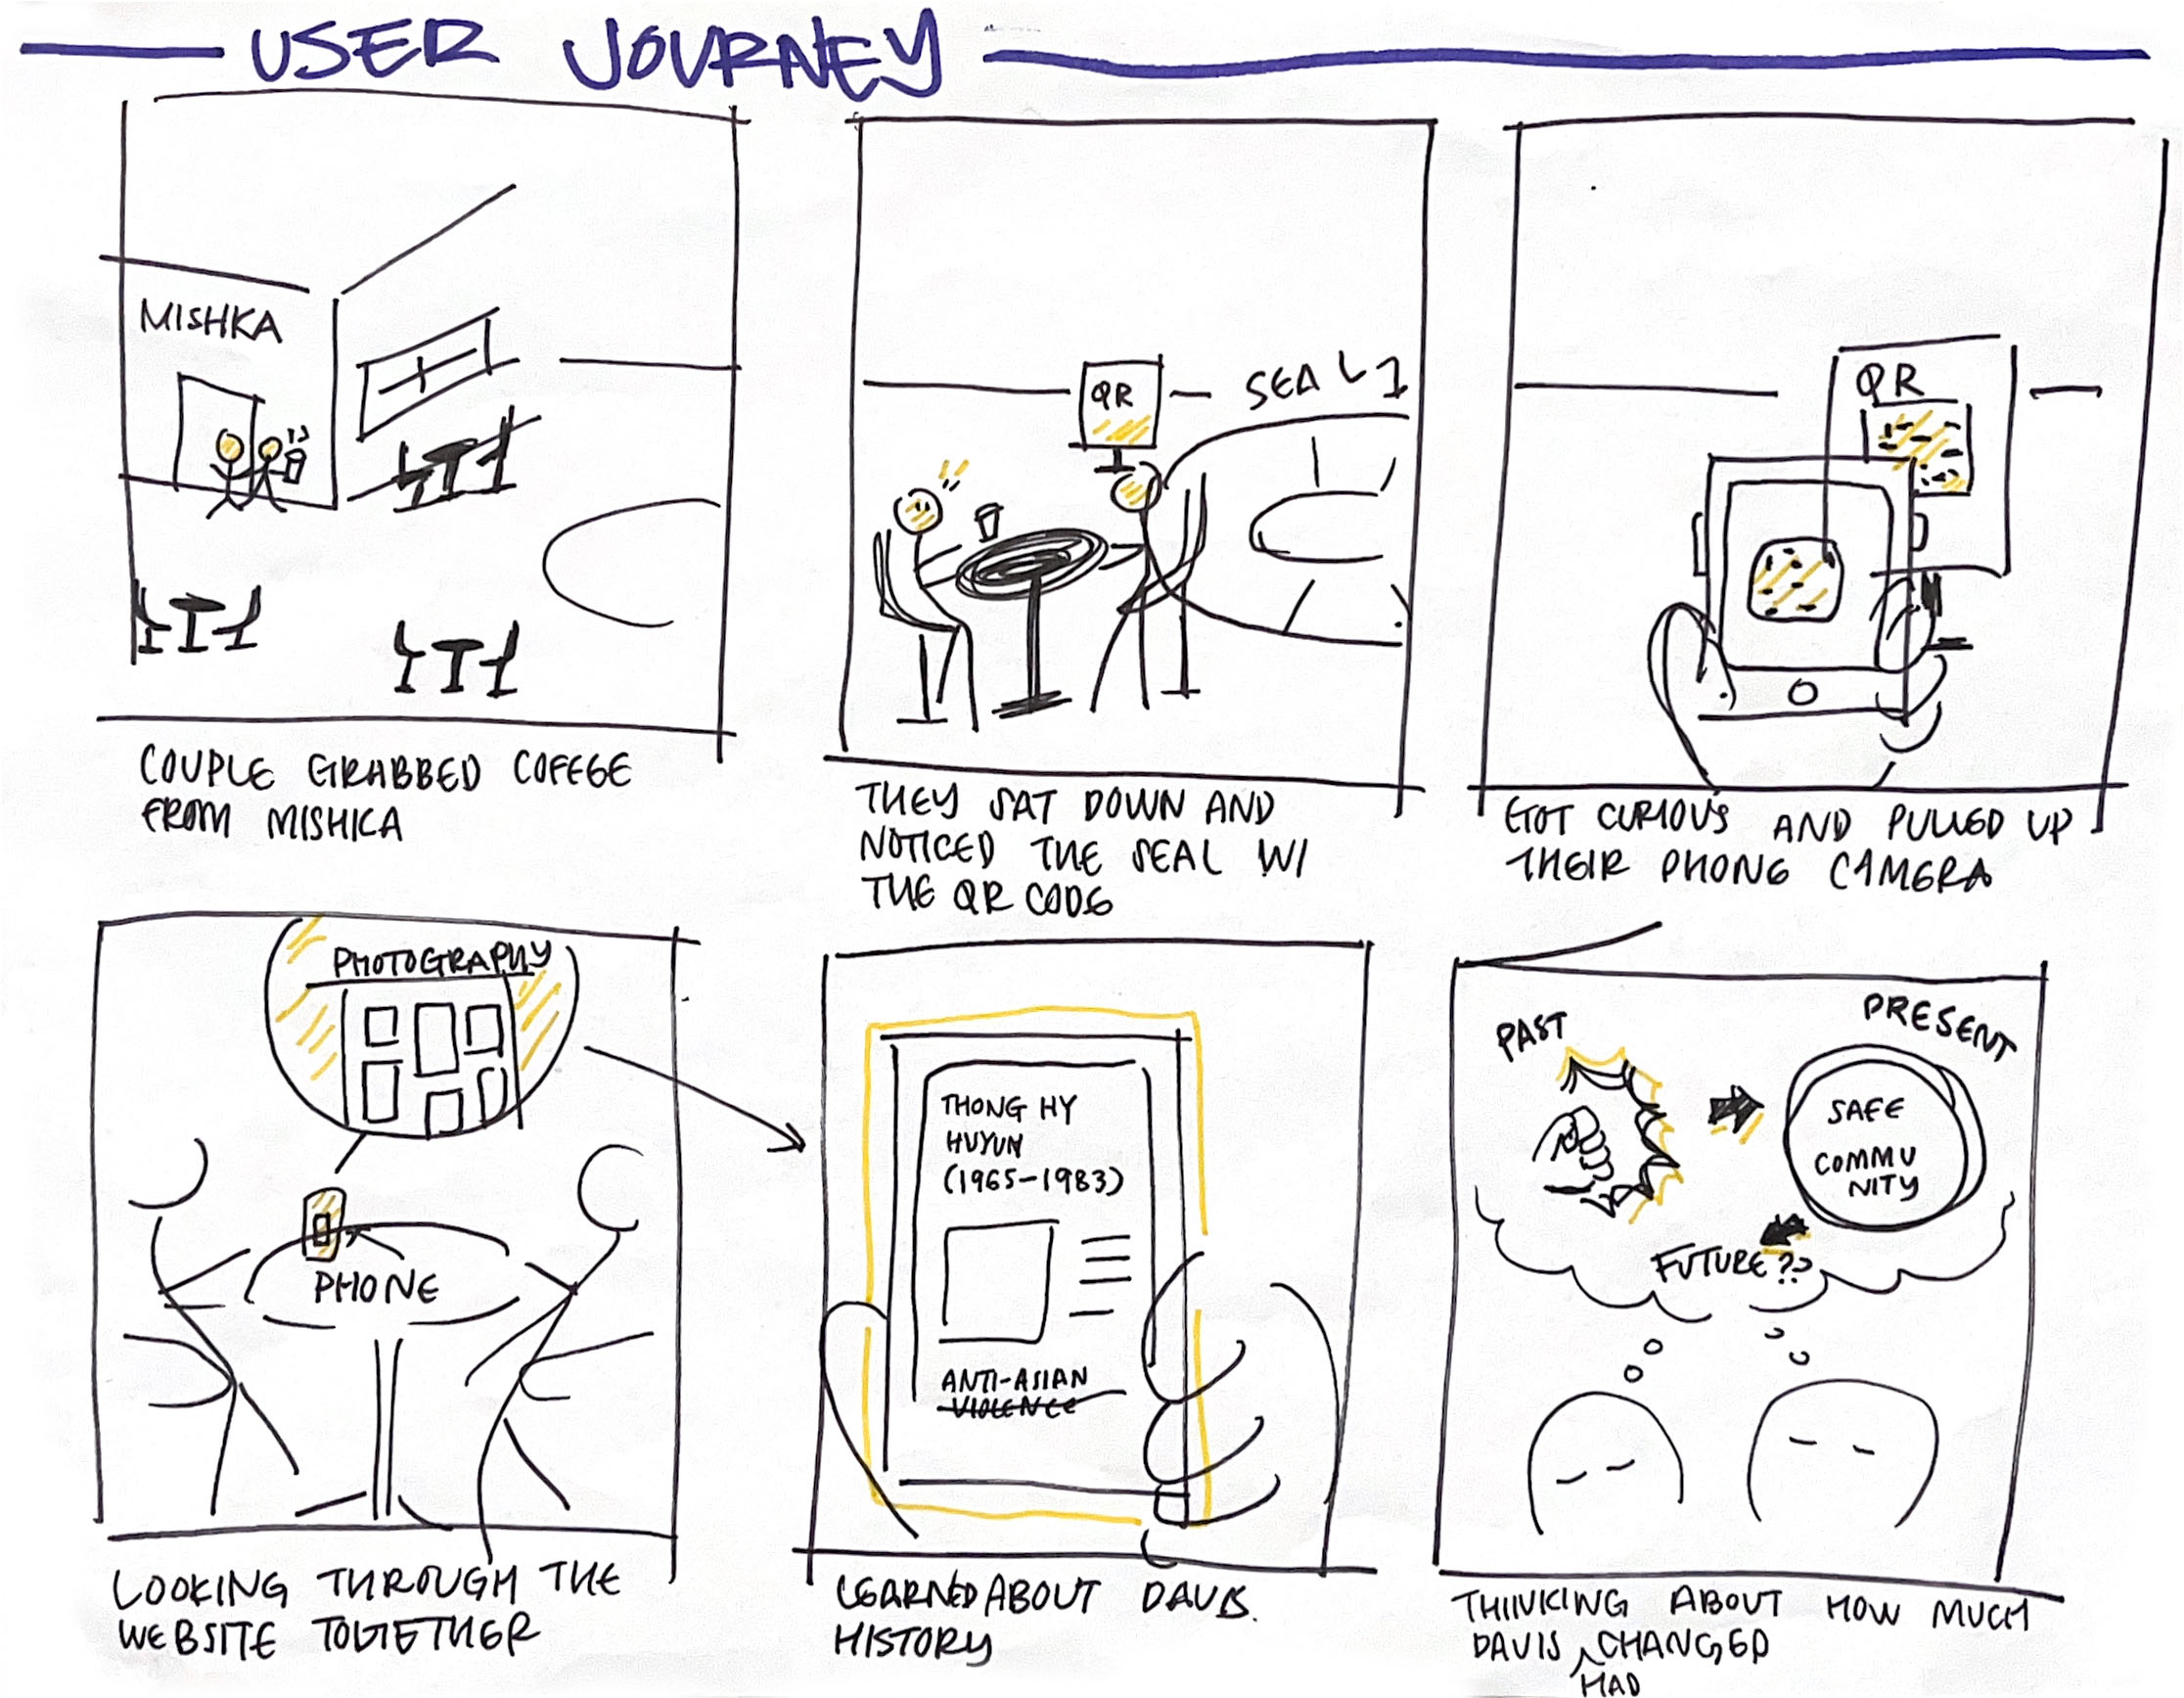 USER JOURNEY
MISHKA
COUPLE GRABBED COFEEE
FROM MISHKA
QR
SEAL 1
THEY SAT DOWN AND
NOTICED THE SEAL W/
THE QR CODE
QR
GOT CURIOUS AND PULLED UP
THEIR PHONE CAMERA
PHOTOGRAPHY
PHONE
LOOKING THROUGH THE
WEBSITE TOGETHER
THONG HY
HUYUN
(1965-1983)
ANTI-ASIAN
VIOLENCE
LEARNED ABOUT DAVIS.
HISTORY
PAST
PRESENT
SAFE
COMMU
NITY
FUTURE??
THINKING ABOUT HOW MUCH
DAVIS ^ CHANGED
HAD